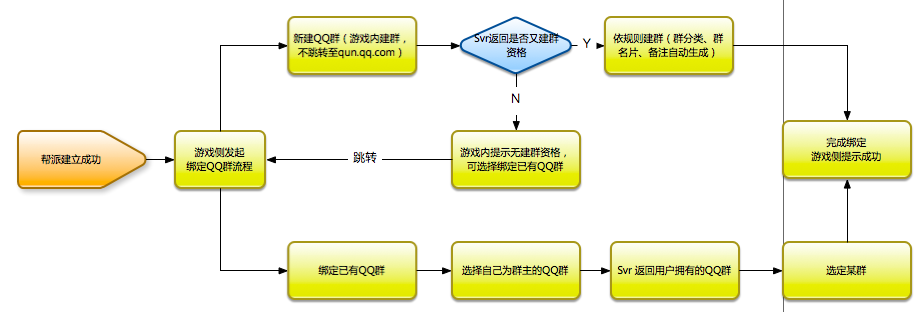 新建QQ群（游戏内建群，
不跳转至qun.qq.com）
Svr返回是否又建群
资格
Y
依规则建群（群分类、群
名片、备注自动生成）
N
帮派建立成功
游戏侧发起
绑定QQ群流程
跳转
游戏内提示无建群资格，
可选择绑定已有QQ群
完成绑定
游戏侧提示成功
绑定已有QQ群
选择自己为群主的QQ群
Svr 返回用户拥有的QQ群
选定某群